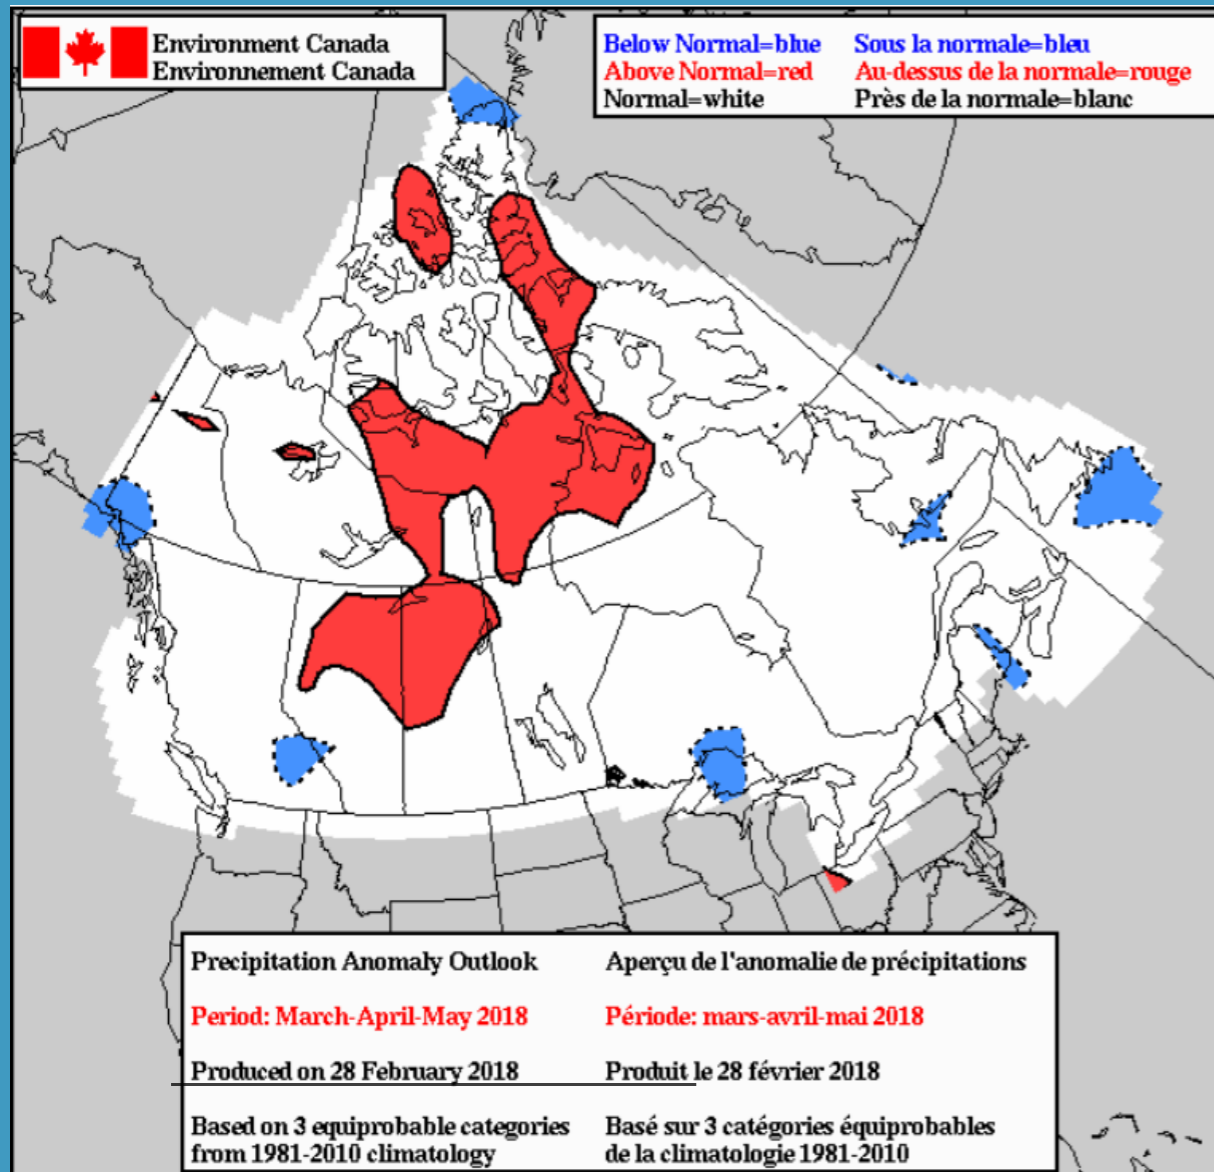 Environment Canada
Environnement Canada
Below Normal=blue
Above Normal=red
Normal=white
Sous la normale=bleu
Au-dessus de la normale=rouge
Près de la normale=blanc
Precipitation Anomaly Outlook
Period: March-April-May 2018
Produced on 28 February 2018
Based on 3 equiprobable categories
from 1981-2010 climatology
Aperçu de l'anomalie de précipitations
Période: mars-avril-mai 2018
Produit le 28 février 2018
Basé sur 3 catégories équiprobables
de la climatologie 1981-2010